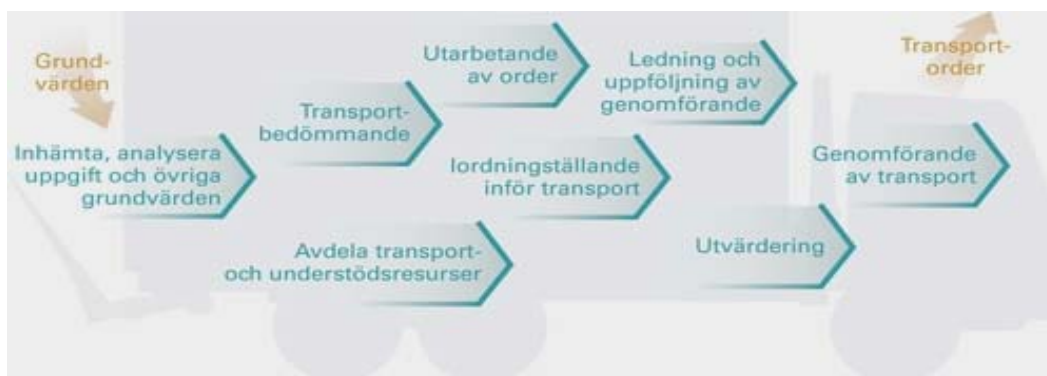 Grund-
värden
Inhämta, analysera
uppgift och övriga
grundvärden
Transport-
bedömmande
Avdela transport-
och understödsresurser
Utarbetande
av order
Iordningställande
inför transport
Ledning och
uppföljning av
genomförande
Utvärdering
Genomförande
av transport
Transport-
order